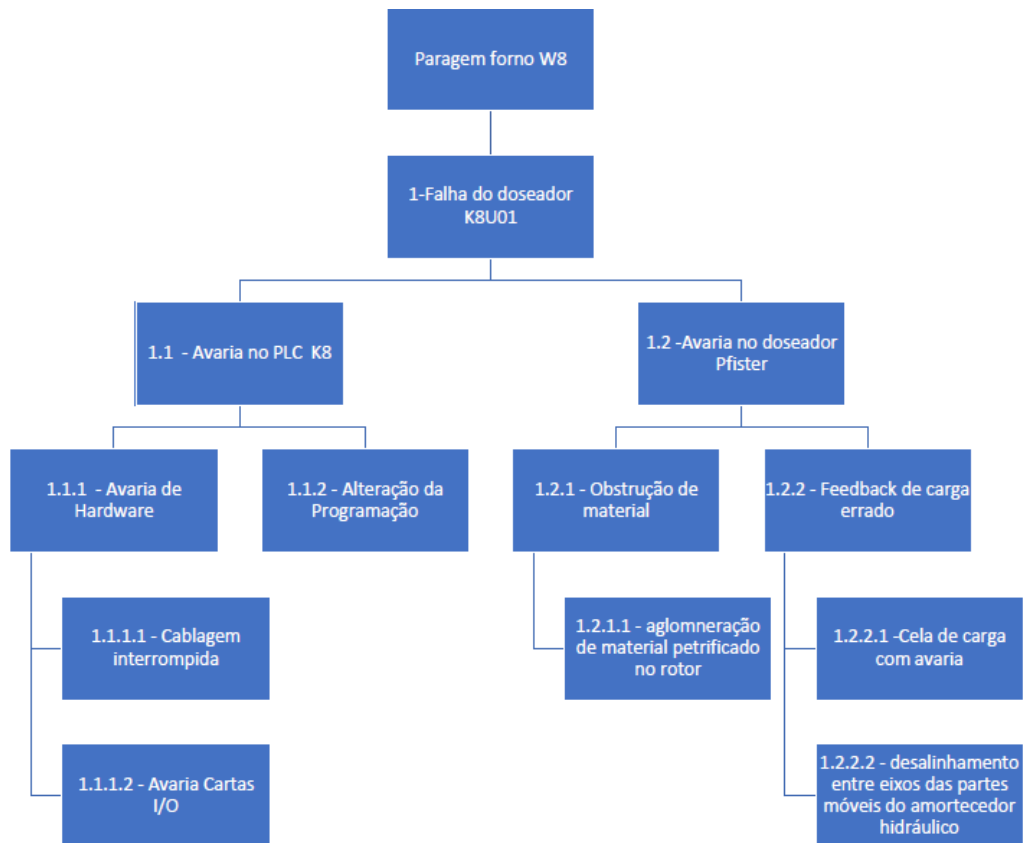 Paragem forno W8
1-Falha do doseador
K8U01
1.1 - Avaria no PLC K8
1.2 -Avaria no doseador
Pfister
1.1.1 - Avaria de
Hardware
1.1.2 - Alteração da
Programação
1.2.1 - Obstrução de
material
1.2.2 - Feedback de carga
errado
1.1.1.1 - Cablagem
interrompida
1.2.1.1 - aglomneração
de material petrificado
no rotor
1.2.2.1 -Cela de carga
com avaria
1.1.1.2 - Avaria Cartas
I/O
1.2.2.2 - desalinhamento
entre eixos das partes
móveis do amortecedor
hidráulico